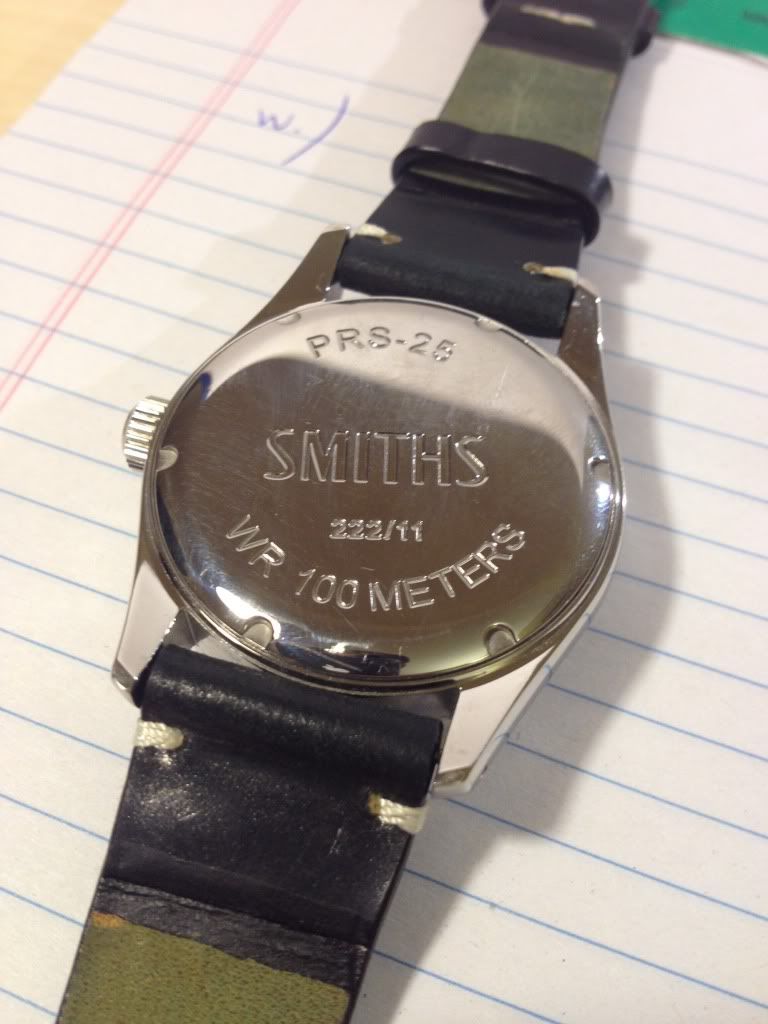 w.)
PRS-25
SMITHS
222/11
WR 100 METERS